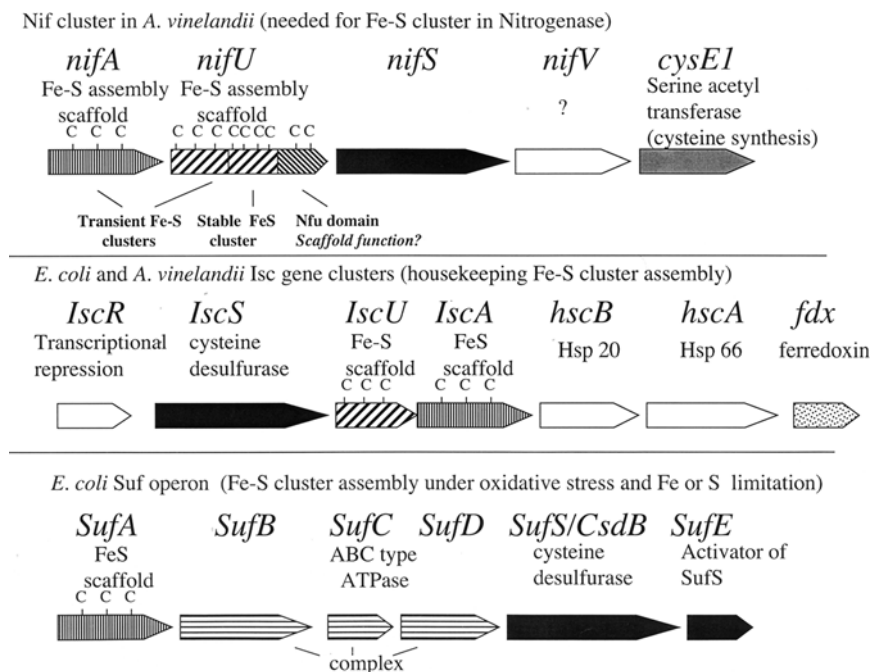 Nif cluster in A. vinelandii (needed for Fe-S cluster in Nitrogenase)
nifA nifU nifS nifV cysE1
Fe-S assembly scaffold
Fe-S assembly scaffold
?
Serine acetyl
transferase
(cysteine synthesis)
C C C C C C CCCC C C
Transient Fe-S
clusters
Stable FeS
cluster
Nfu domain
Scaffold function?
E. coli and A. vinelandii Isc gene clusters (housekeeping Fe-S cluster assembly)
IscR IscS IscU IscA hscB hscA fdx
Transcriptional
repression
cysteine
desulfurase
Fe-S
scaffold
FeS
scaffold
Hsp 20
Hsp 66
ferredoxin
C C C C C C
E. coli Suf operon (Fe-S cluster assembly under oxidative stress and Fe or S limitation)
SufA SufB SufC SufD SufS/CsdB SufE
FeS
scaffold
ABC type
ATPase
cysteine
desulfurase
Activator of
SufS
C C C
complex